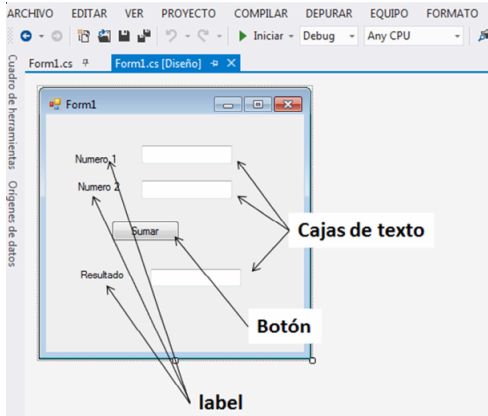 ARCHIVO EDITAR VER PROYECTO COMPILAR DEPURAR EQUIPO FORMATO
Iniciar Debug Any CPU
Form1.cs Form1.cs [Diseño]
Cuadro de herramientas
Orígenes de datos
Form1
Numero 1
Numero 2
Sumar
Cajas de texto
Resultado
Botón
label